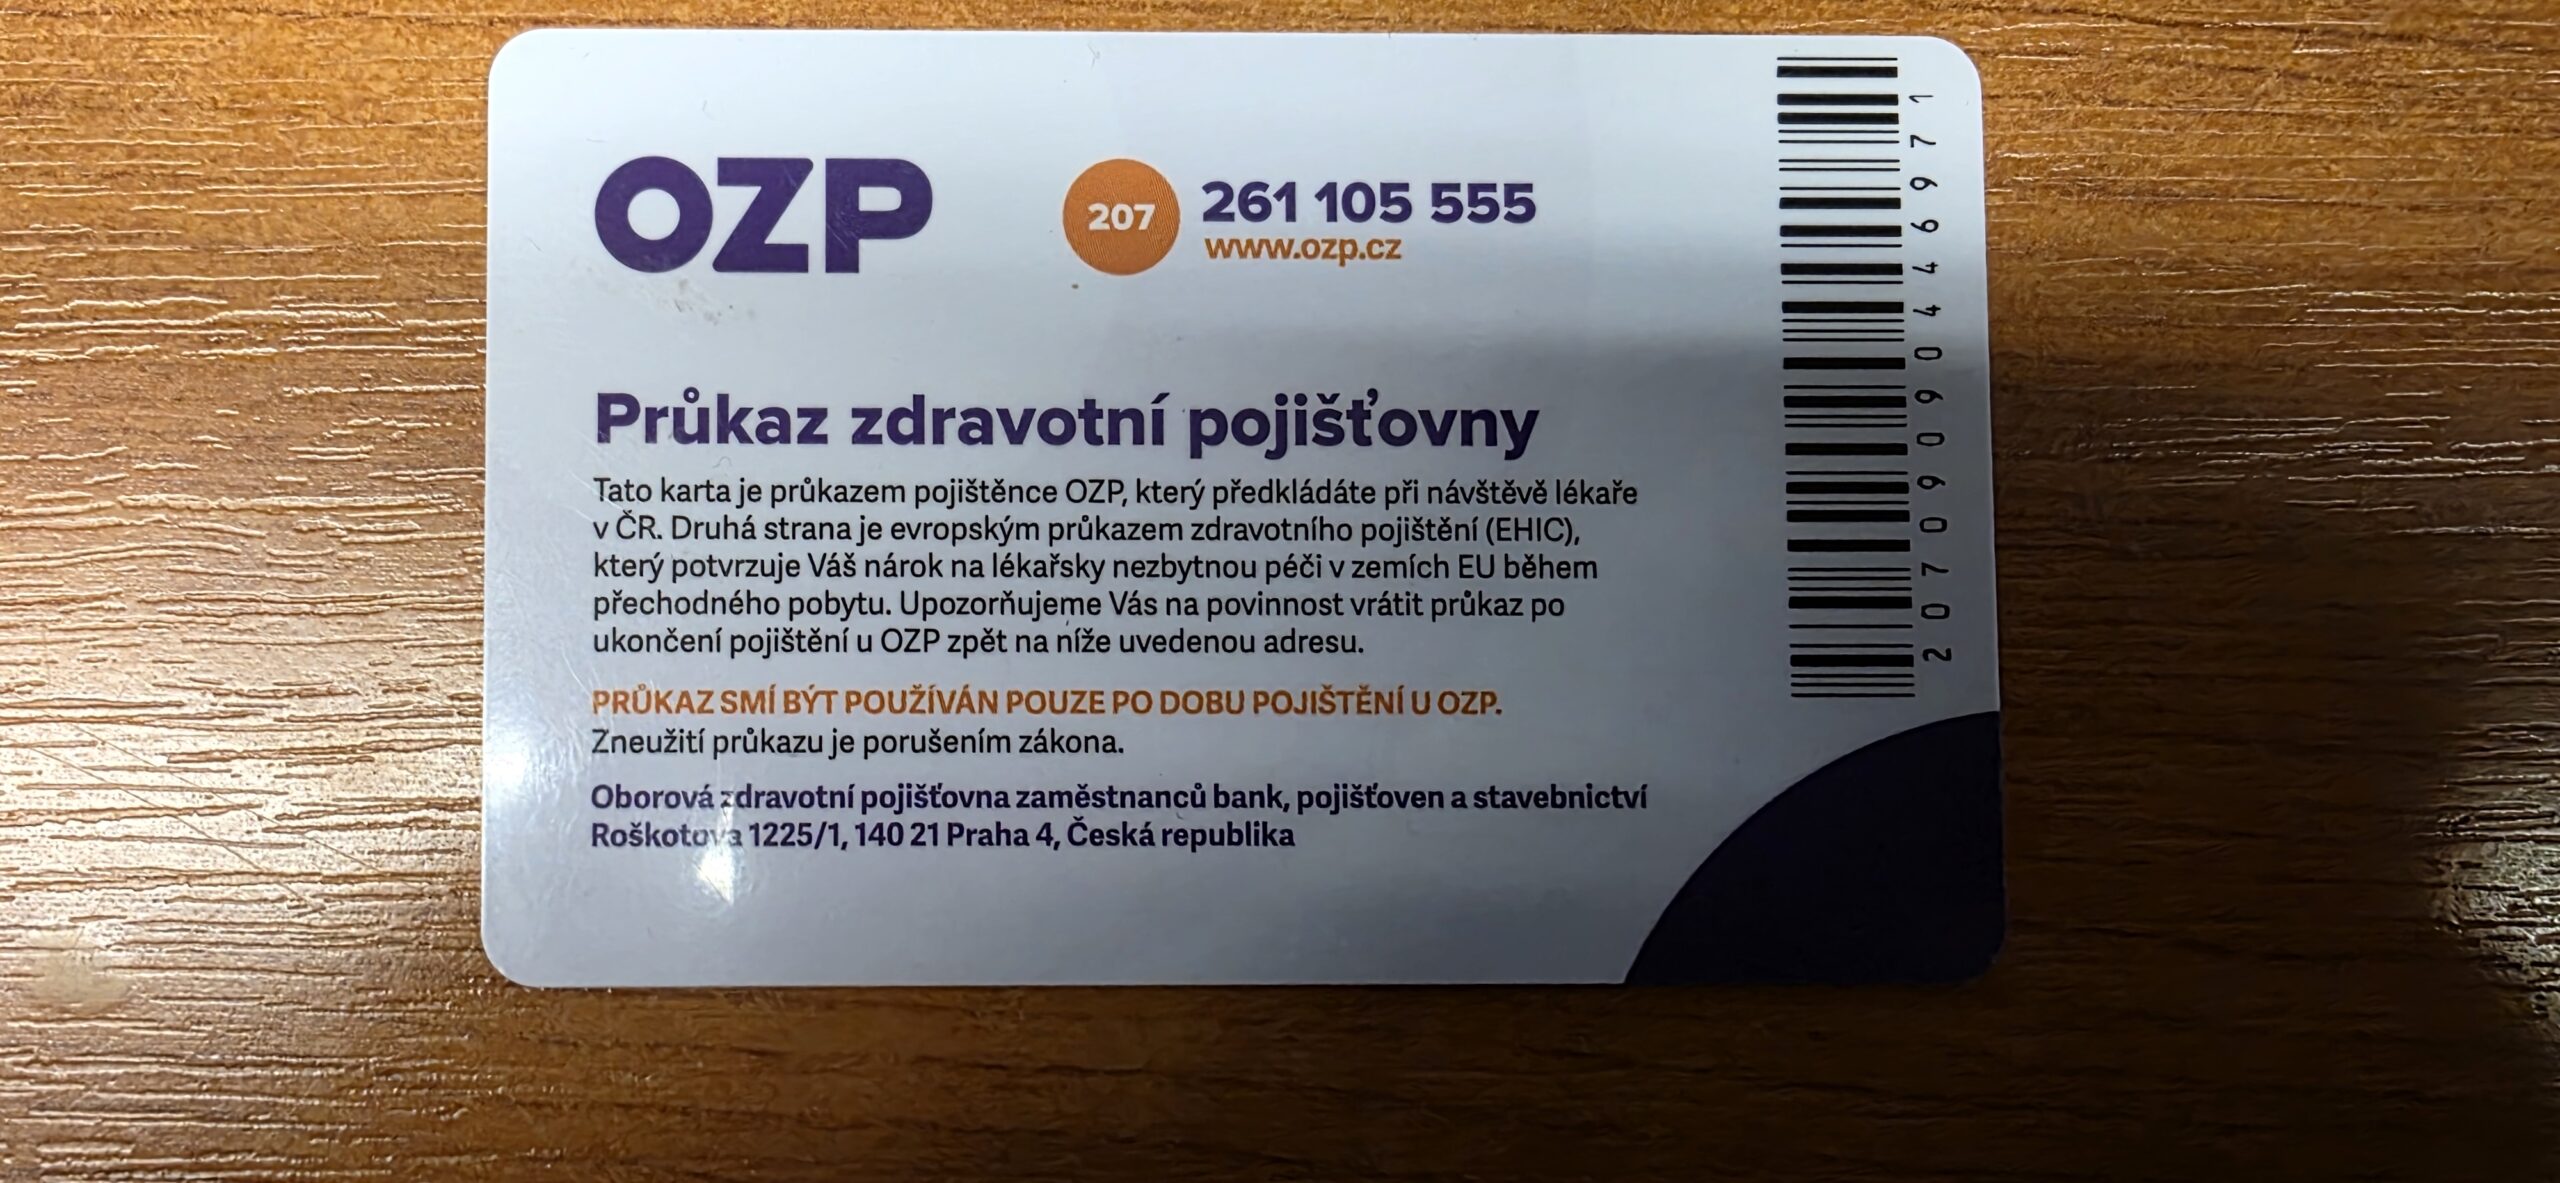 OZP
207
261 105 555
www.ozp.cz
Průkaz zdravotní pojišťovny
Tato karta je průkazem pojištěnce OZP, který předkládáte při návštěvě lékaře
v ČR. Druhá strana je evropským průkazem zdravotního pojištění (EHIC),
který potvrzuje Váš nárok na lékařsky nezbytnou péči v zemích EU během
přechodného pobytu. Upozorňujeme Vás na povinnost vrátit průkaz po
ukončení pojištění u OZP zpět na níže uvedenou adresu.
PRŮKAZ SMÍ BÝT POUŽÍVÁN POUZE PO DOBU POJIŠTĚNÍ U OZP.
Zneužití průkazu je porušením zákona.
Oborová zdravotní pojišťovna zaměstnanců bank, pojišťoven a stavebnictví
Roškotova 1225/1, 140 21 Praha 4, Česká republika
20709090446971